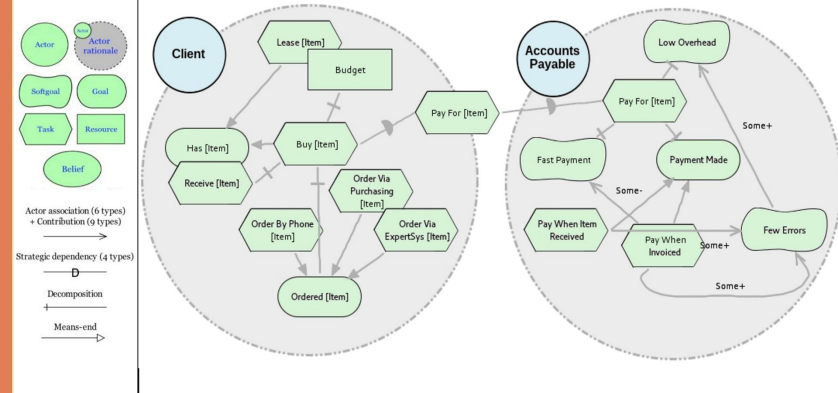 Actor
Actor
Actor
rationale
Softgoal
Goal
Task
Resource
Belief
Actor association (6 types)
+ Contribution (9 types)
Strategic dependency (4 types)
D
Decomposition
Means-end
Client
Lease [Item]
Budget
Has [Item]
Buy [Item]
Receive [Item]
Order Via
Purchasing
[Item]
Order By Phone
[Item]
Order Via
ExpertSys [Item]
Ordered [Item]
Pay For [Item]
Accounts
Payable
Low Overhead
Pay For [Item]
Some+
Fast Payment
Payment Made
Some-
Pay When Item
Received
Pay When
Invoiced
Some+
Few Errors
Some+